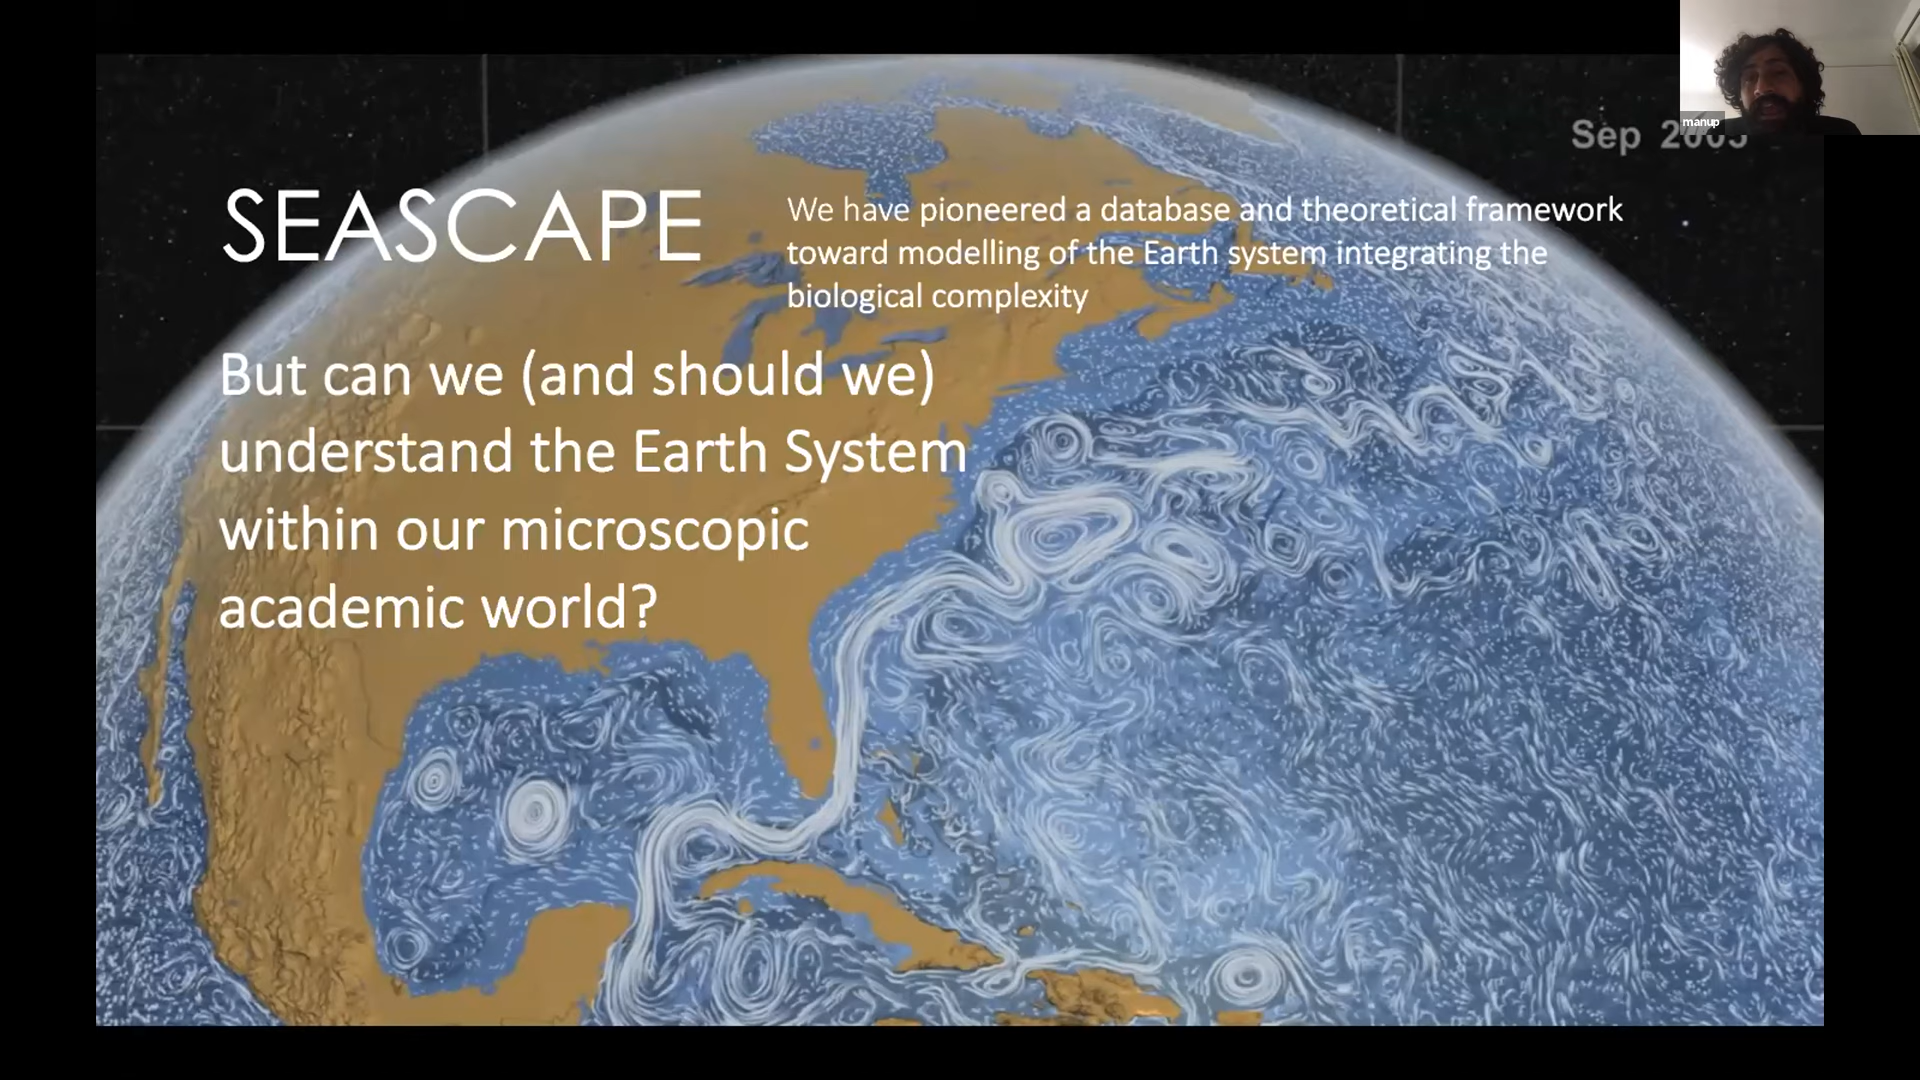 manup
Sep 2005
SEASCAPE
We have pioneered a database and theoretical framework
toward modelling of the Earth system integrating the
biological complexity
But can we (and should we)
understand the Earth System
within our microscopic
academic world?